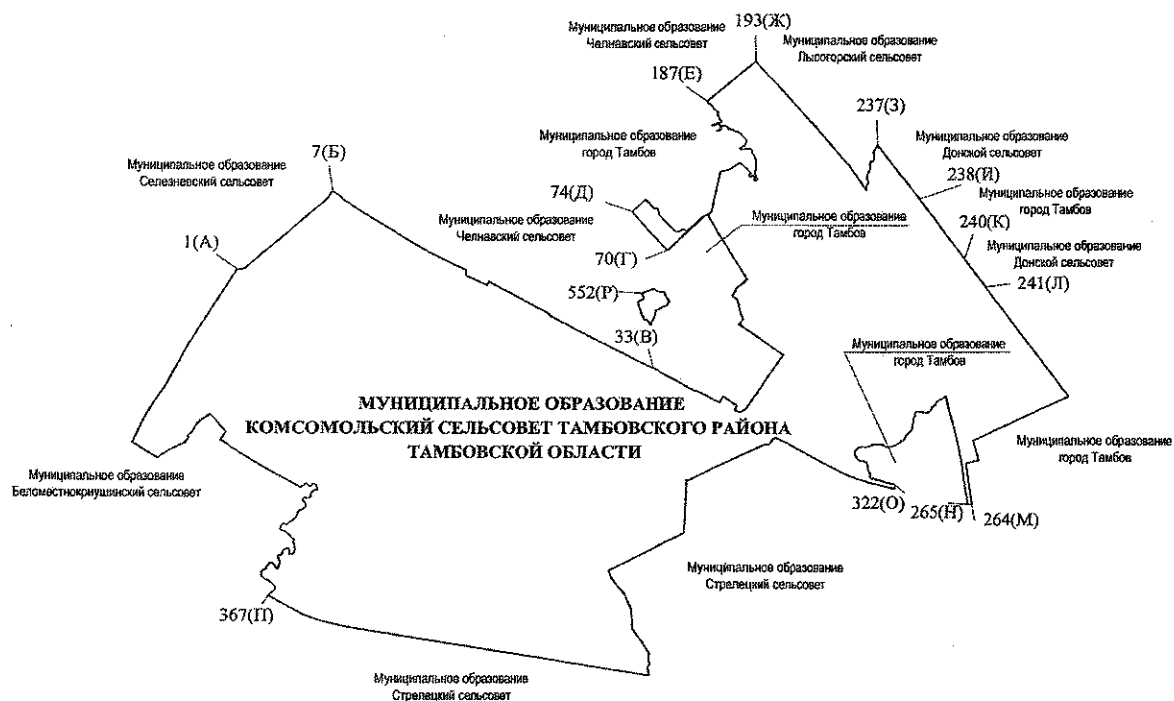 193(Ж)
Муниципальное образование
Челнавский сельсовет
Муниципальное образование
Лысогорский сельсовет
187(Е)
237(З)
Муниципальное образование
город Тамбов
Муниципальное образование
Донской сельсовет
7(Б)
238(И)
Муниципальное образование
Селезневский сельсовет
74(Д)
Муниципальное образование
город Тамбов
Муниципальное образование
город Тамбов
240(К)
Муниципальное образование
Челнавский сельсовет
1(А)
70(Г)
Муниципальное образование
Донской сельсовет
241(Л)
552(Р)
33(В)
Муниципальное образование
город Тамбов
МУНИЦИПАЛЬНОЕ ОБРАЗОВАНИЕ
КОМСОМОЛЬСКИЙ СЕЛЬСОВЕТ ТАМБОВСКОГО РАЙОНА
ТАМБОВСКОЙ ОБЛАСТИ
Муниципальное образование
город Тамбов
Муниципальное образование
Беломестнокриушинский сельсовет
322(О)
265(Н)
264(М)
Муниципальное образование
Стрелецкий сельсовет
367(П)
Муниципальное образование
Стрелецкий сельсовет